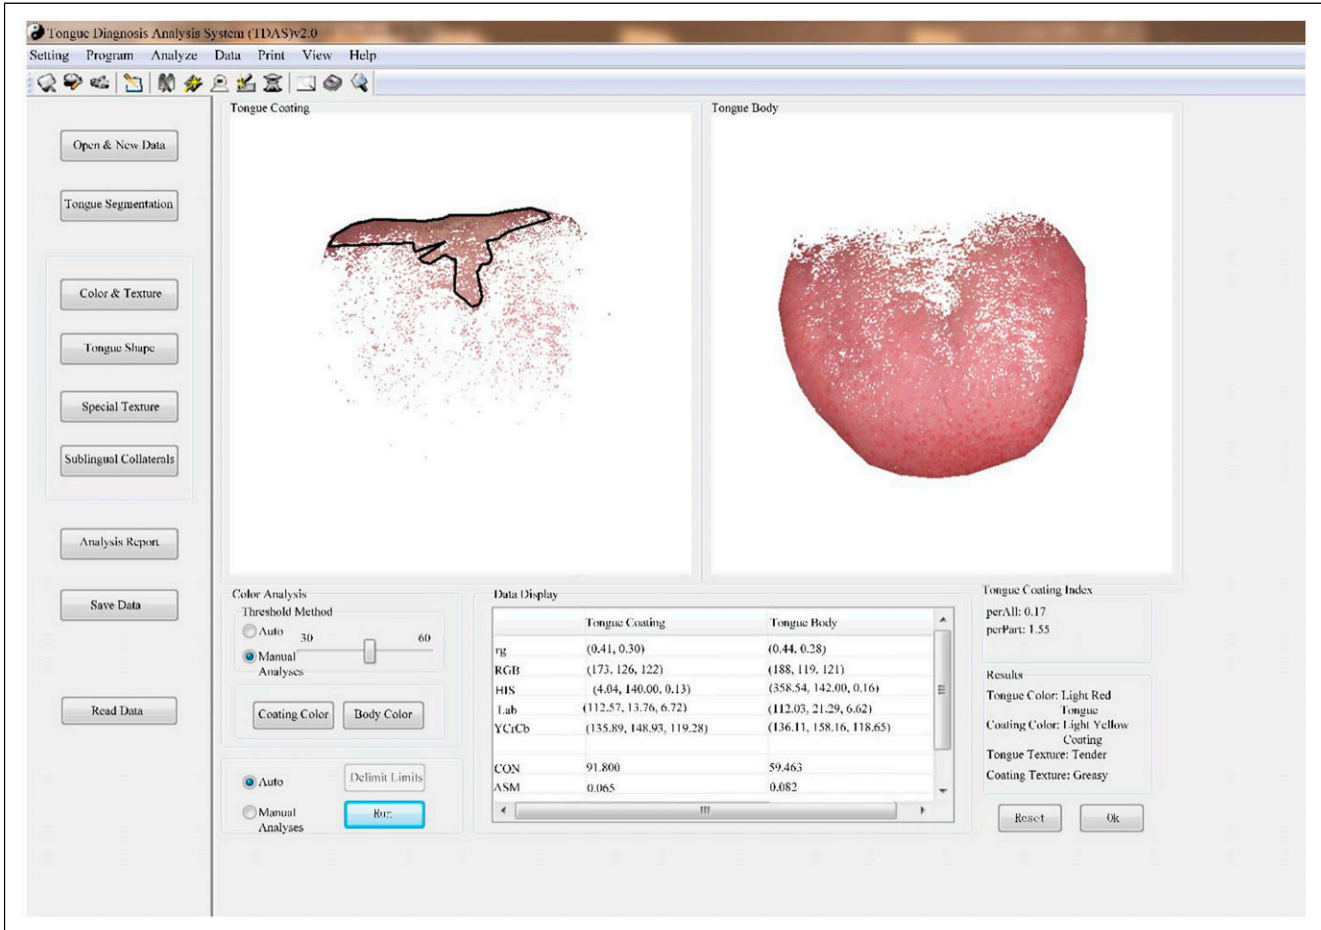 Tongue Diagnosis Analysis System (TDAS)v2.0
Setting Program Analyze Data Print View Help
Tongue Coating
Tongue Body
Open & New Data
Tongue Segmentation
Color & Texture
Tongue Shape
Special Texture
Sublingual Collaterals
Analysis Report
Save Data
Read Data
Color Analysis
Threshold Method
Auto
30
60
Manual
Analyses
Coating Color
Body Color
Auto
Delimit Limits
Manual
Analyses
Run
Data Display
Tongue Coating Tongue Body
rg (0.41, 0.30) (0.44. 0.28)
RGB (173, 126, 122) (188, 119, 121)
HIS (4.04, 140.00, 0.13) (358.54, 142.00, 0.16)
Lab (112.57, 13.76, 6.72) (112.03, 21.29, 6.62)
YCrCb (135.89, 148.93, 119.28) (136.11, 158.16, 118.65)
CON 91.800 59.463
ASM 0.065 0.082
Tongue Coating Index
perAll: 0.17
perPart: 1.55
Results
Tongue Color: Light Red
Tongue
Coating Color: Light Yellow
Coating
Tongue Texture: Tender
Coating Texture: Greasy
Reset
Ok